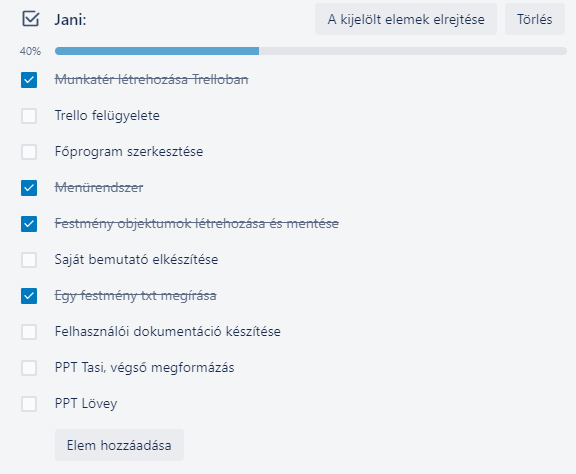 Jani:
A kijelölt elemek elrejtése
Törlés
40%
Munkatér létrehozása Trelloban
Trello felügyelete
Főprogram szerkesztése
Menürendszer
Festmény objektumok létrehozása és mentése
Saját bemutató elkészítése
Egy festmény txt megírása
Felhasználói dokumentáció készítése
PPT Tasi, végső megformázás
PPT Lövey
Elem hozzáadása